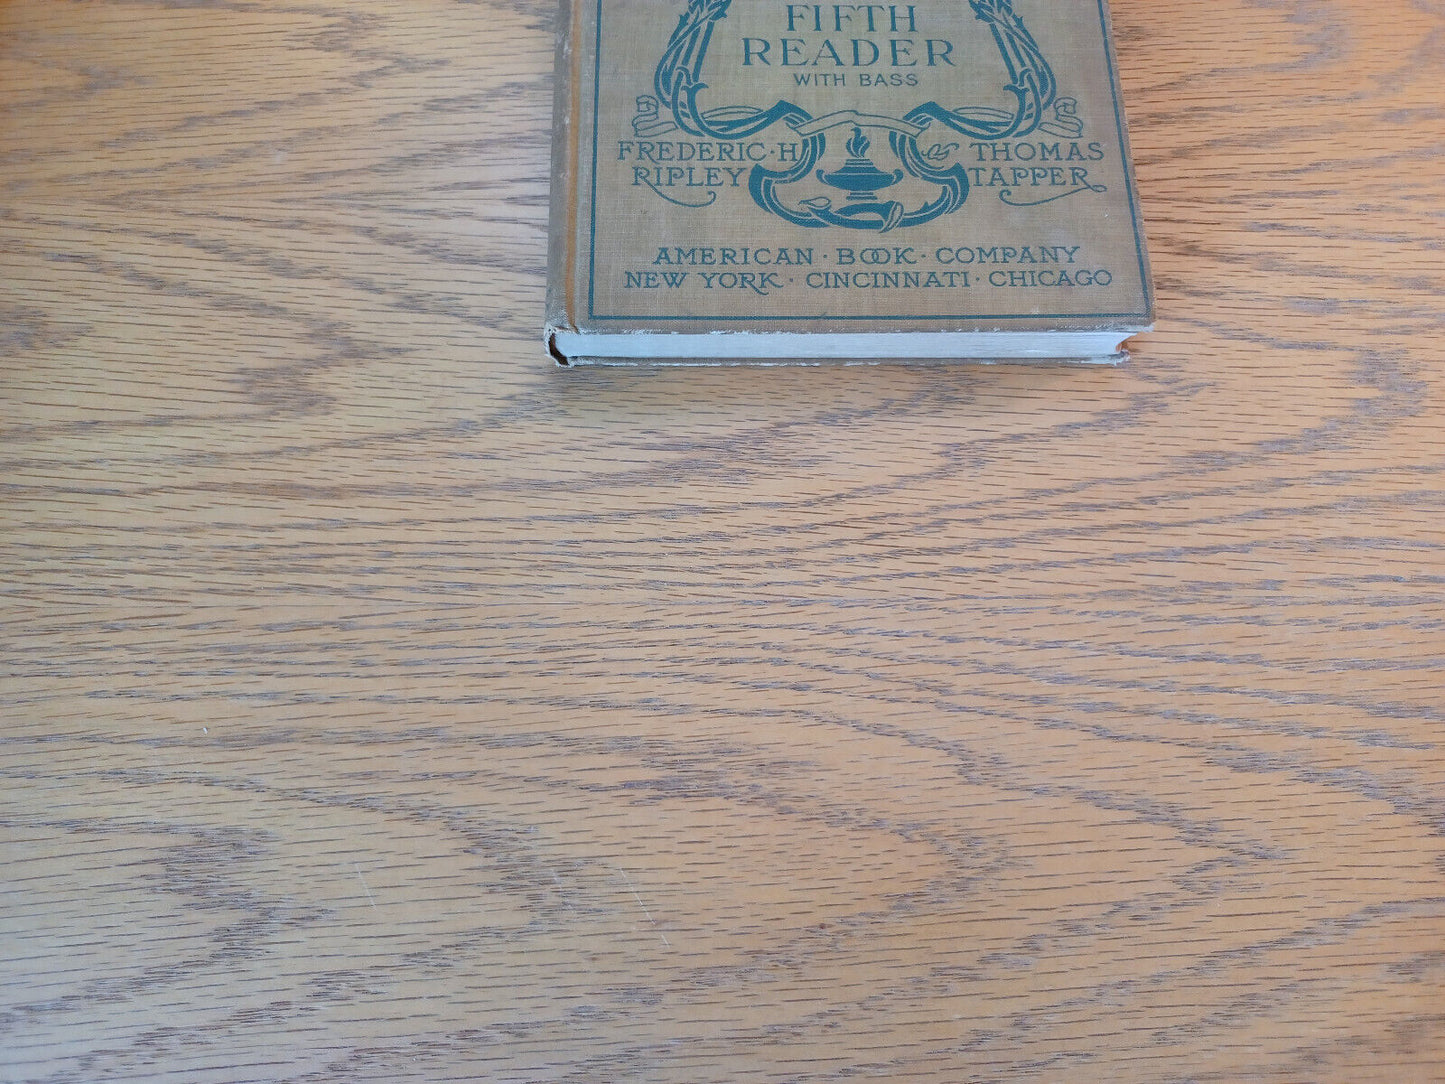 FIFTH
READER
WITH BASS
FREDERIC·H & THOMAS
RIPLEY TAPPER
AMERICAN · BOOK · COMPANY
NEW YORK · CINCINNATI · CHICAGO